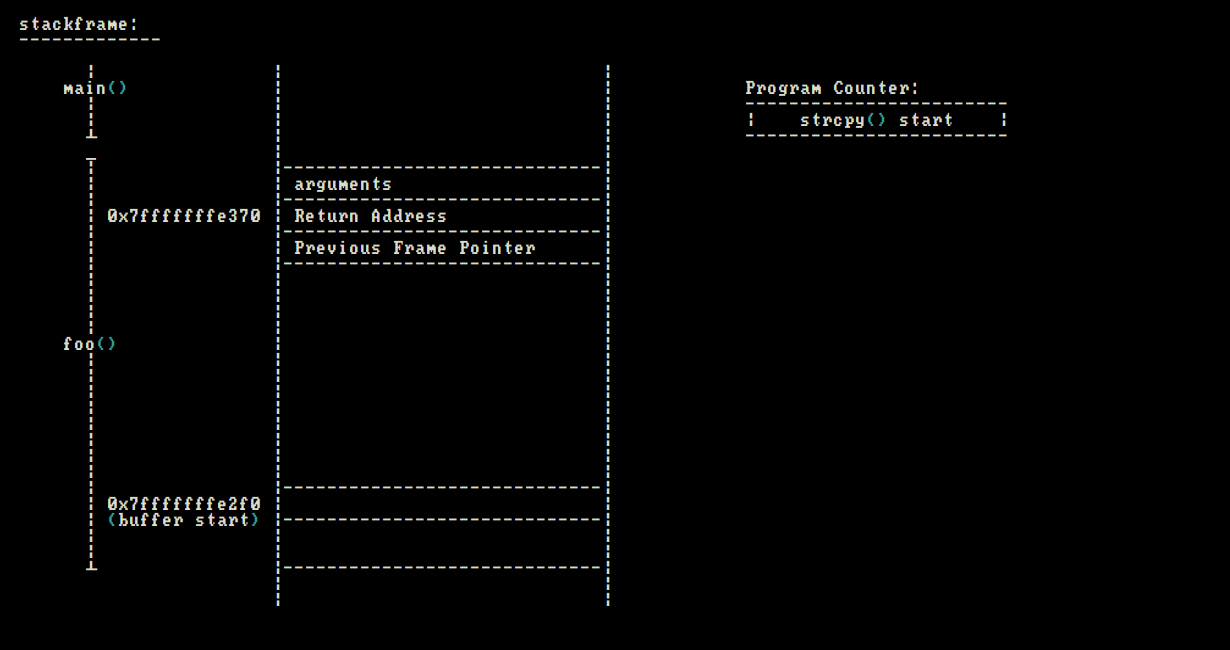 stackframe:
main()
Program Counter:
strcpy() start
arguments
0x7fffffffe370 Return Address
Previous Frame Pointer
foo()
0x7fffffffe2f0
(buffer start)